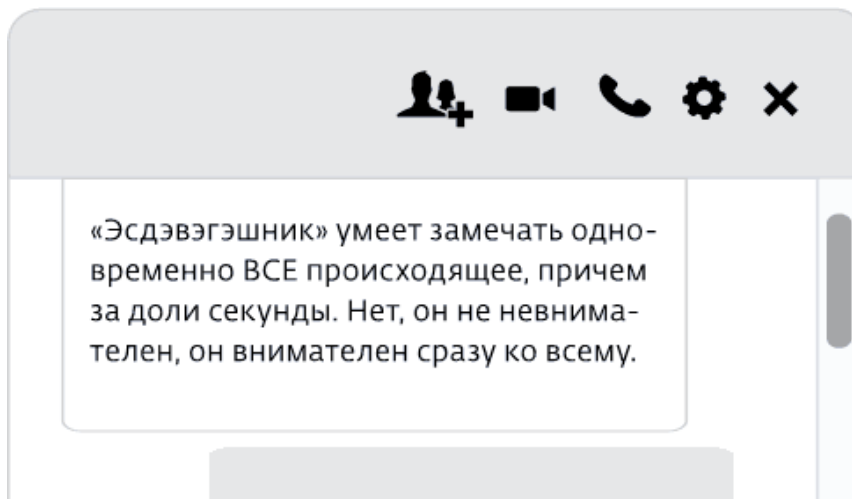 «Эсдэвэгэшник» умеет замечать одно-
временно ВСЕ происходящее, причем
за доли секунды. Нет, он не невнима-
телен, он внимателен сразу ко всему.